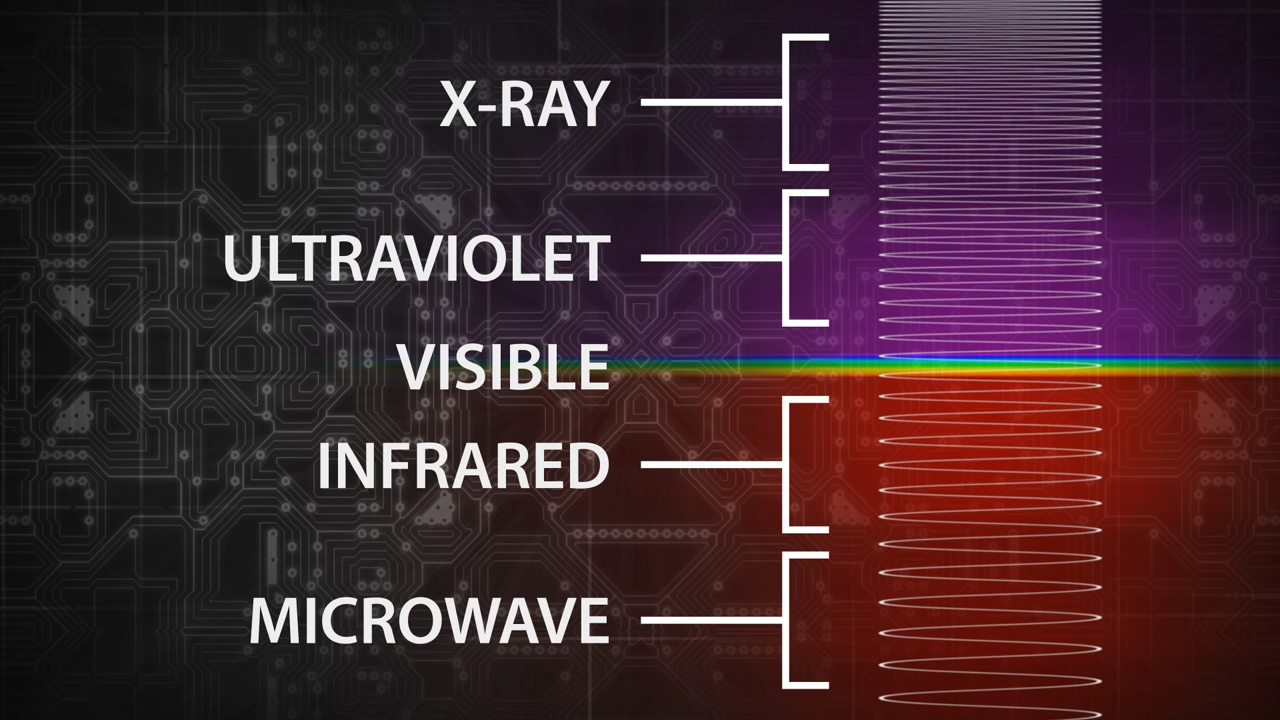 X-RAY
ULTRAVIOLET
VISIBLE
INFRARED
MICROWAVE